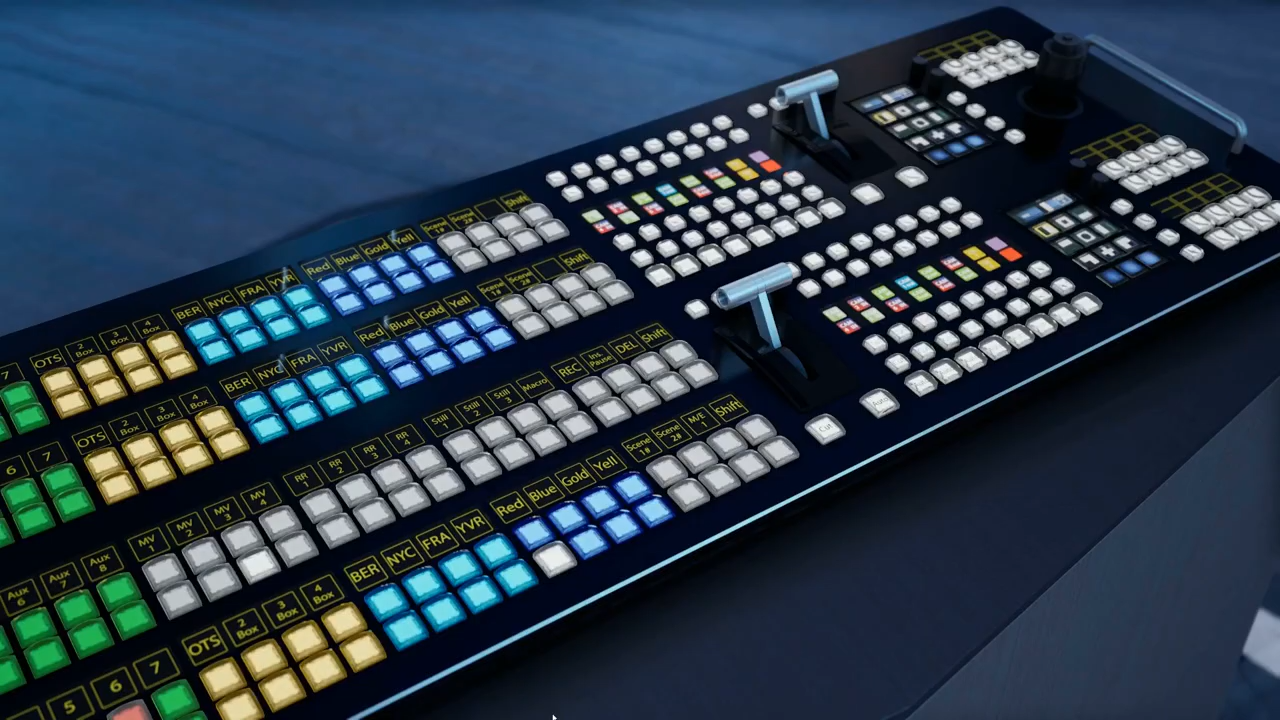 7 OTS 2 Box 3 Box 4 Box BER NYC FRA YVR Red Blue Gold Yell Scene 1# Scene 2# Shift
6 7 OTS 2 Box 3 Box 4 Box BER NYC FRA YVR Red Blue Gold Yell Scene 1# Scene 2# Shift
Aux 6 Aux 7 Aux 8 MV 1 MV 2 MV 3 MV 4 RR 1 RR 2 RR 3 RR 4 Still 1 Still 2 Still 3 Macro REC Ins. Pause DEL Shift
5 6 7 OTS 2 Box 3 Box 4 Box BER NYC FRA YVR Red Blue Gold Yell Scene 1# Scene 2# M/E 1 Shift
Cut Auto